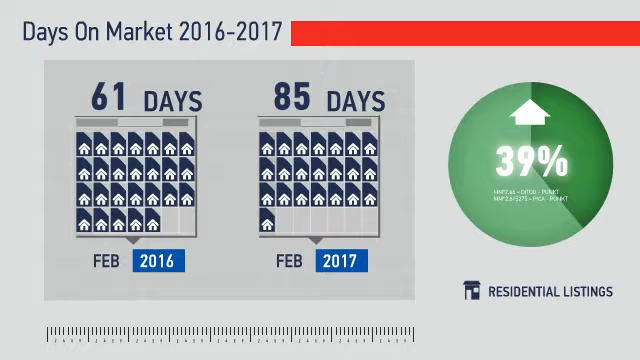 Days On Market 2016-2017
61 DAYS
85 DAYS
39%
FEB 2016
FEB 2017
RESIDENTIAL LISTINGS